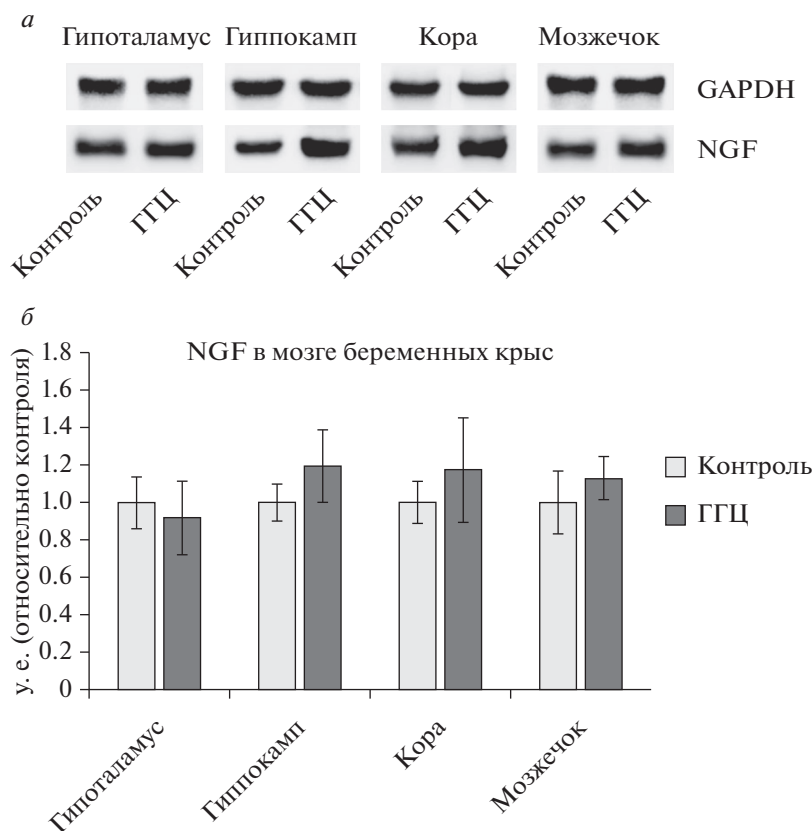 а
Гипоталамус Гиппокамп Кора Мозжечок
GAPDH
NGF
Контроль ГГЦ Контроль ГГЦ Контроль ГГЦ Контроль ГГЦ
б
NGF в мозге беременных крыс
у. е. (относительно контроля)
1.8
1.6
1.4
1.2
1.0
0.8
0.6
0.4
0.2
0
Контроль
ГГЦ
Гипоталамус Гиппокамп Кора Мозжечок